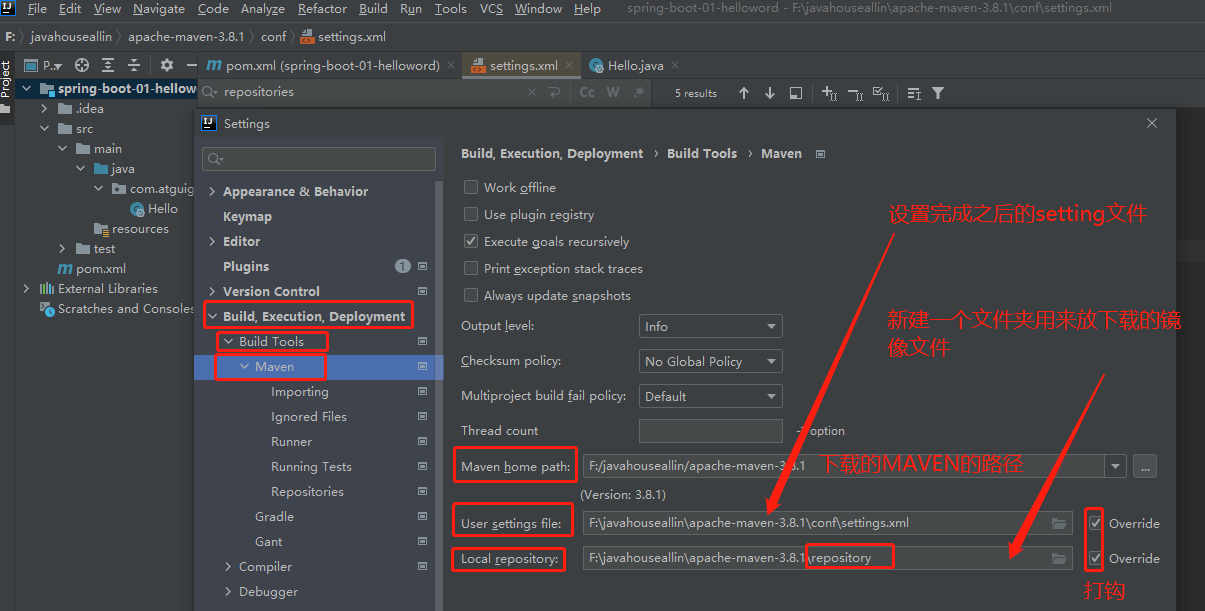 File Edit View Navigate Code Analyze Refactor Build Run Tools VCS Window Help spring-boot-01-helloword - F:\javahouseallin\apache-maven-3.8.1\conf\settings.xml
F: javahouseallin apache-maven-3.8.1 conf settings.xml
Project
P..
pom.xml (spring-boot-01-helloword) settings.xml Hello.java
repositories Cc W .* 5 results
spring-boot-01-hellow
.idea
src
main
java
com.atguig
Hello
resources
test
pom.xml
External Libraries
Scratches and Consoles
Settings
Appearance & Behavior
Keymap
Editor
Plugins 1
Version Control
Build, Execution, Deployment
Build Tools
Maven
Importing
Ignored Files
Runner
Running Tests
Repositories
Gradle
Gant
Compiler
Debugger
Build, Execution, Deployment › Build Tools › Maven
Work offline
Use plugin registry
Execute goals recursively
Print exception stack traces
Always update snapshots
Output level: Info
Checksum policy: No Global Policy
Multiproject build fail policy: Default
Thread count option
Maven home path: F:/javahouseallin/apache-maven-3.8.1 ...
(Version: 3.8.1)
User settings file: F:\javahouseallin\apache-maven-3.8.1\conf\settings.xml Override
Local repository: F:\javahouseallin\apache-maven-3.8.1\repository Override
设置完成之后的setting文件
新建一个文件夹用来放下载的镜
像文件
下载的MAVEN的路径
打钩